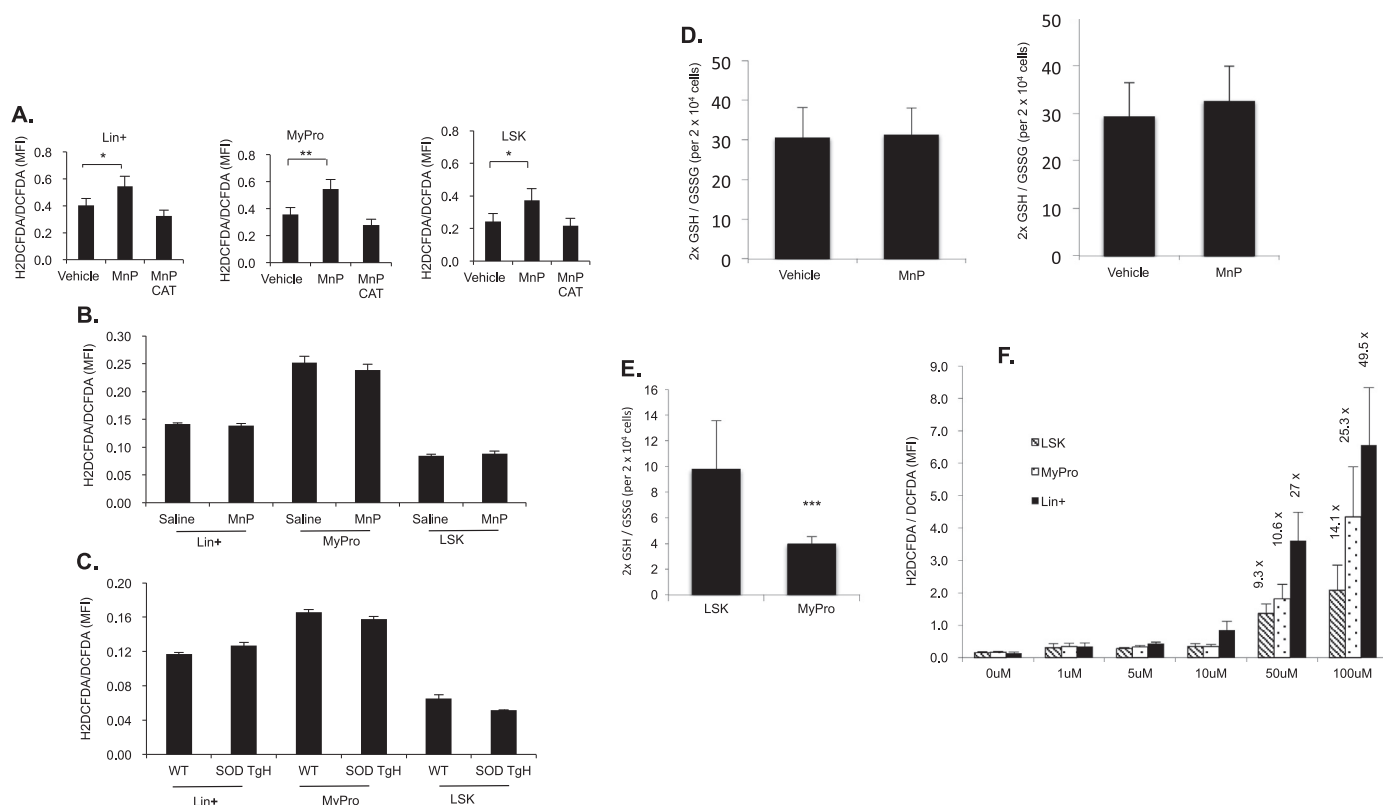 A.
H2DCFDA/DCFDA (MFI)
Lin+
0.8
0.6
0.4
0.2
0.0
*
Vehicle MnP MnP
CAT
H2DCFDA/DCFDA (MFI)
MyPro
0.8
0.6
0.4
0.2
0.0
**
Vehicle MnP MnP
CAT
H2DCFDA/DCFDA (MFI)
LSK
0.8
0.6
0.4
0.2
0.0
*
Vehicle MnP MnP
CAT
B.
H2DCFDA/DCFDA (MFI)
0.30
0.25
0.20
0.15
0.10
0.05
0.00
Saline MnP Saline MnP Saline MnP
Lin+ MyPro LSK
C.
H2DCFDA/DCFDA (MFI)
0.20
0.16
0.12
0.08
0.04
0.00
WT SOD TgH WT SOD TgH WT SOD TgH
Lin+ MyPro LSK
D.
2x GSH / GSSG (per 2 x 10⁴ cells)
50
40
30
20
10
0
Vehicle MnP
2x GSH / GSSG (per 2 x 10⁴ cells)
50
40
30
20
10
0
Vehicle MnP
E.
2x GSH / GSSG (per 2 x 10⁴ cells)
16
14
12
10
8
6
4
2
0
***
LSK MyPro
F.
H2DCFDA / DCFDA (MFI)
9.0
8.0
7.0
6.0
5.0
4.0
3.0
2.0
1.0
0.0
LSK
MyPro
Lin+
9.3 x
10.6 x
27 x
14.1 x
25.3 x
49.5 x
0uM 1uM 5uM 10uM 50uM 100uM